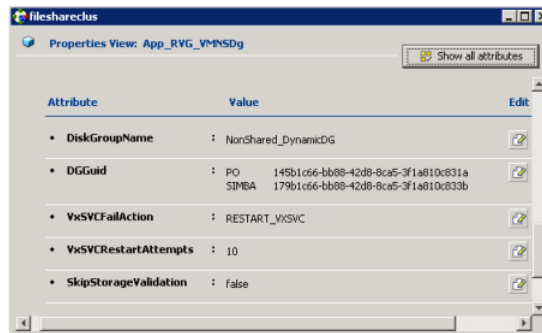 fileshareclus
Properties View: App_RVG_VMNSDg
Show all attributes
Attribute Value Edit
• DiskGroupName : NonShared_DynamicDG
• DGGuid : PO 145b1c66-bb88-42d8-8ca5-3f1a810c831a
SIMBA 179b1c66-bb88-42d8-8ca5-3f1a810c833b
• VxSVCFailAction : RESTART_VXSVC
• VxSVCRestartAttempts : 10
• SkipStorageValidation : false